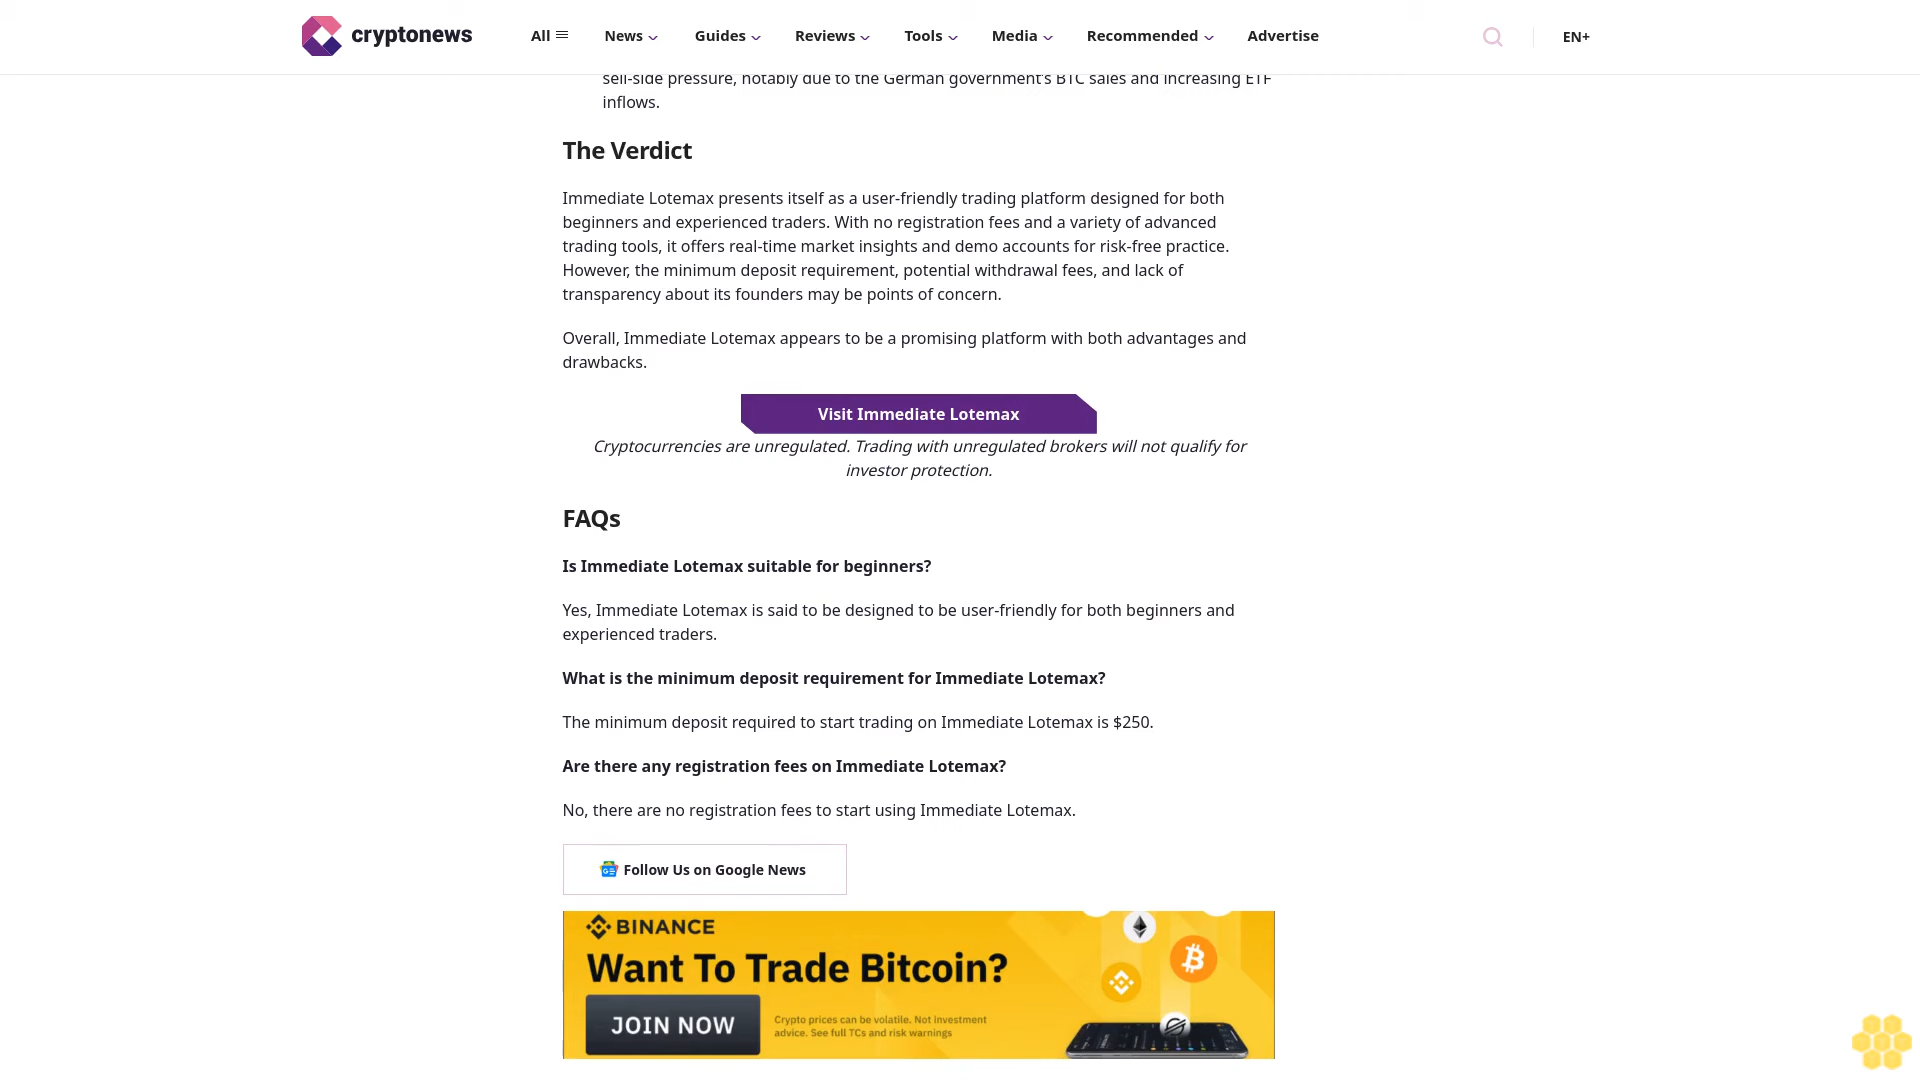 cryptonews
All
News
Guides
Reviews
Tools
Media
Recommended
Advertise
EN+
sell-side pressure, notably due to the German government's BTC sales and increasing ETF
inflows.
The Verdict
Immediate Lotemax presents itself as a user-friendly trading platform designed for both
beginners and experienced traders. With no registration fees and a variety of advanced
trading tools, it offers real-time market insights and demo accounts for risk-free practice.
However, the minimum deposit requirement, potential withdrawal fees, and lack of
transparency about its founders may be points of concern.
Overall, Immediate Lotemax appears to be a promising platform with both advantages and
drawbacks.
Visit Immediate Lotemax
Cryptocurrencies are unregulated. Trading with unregulated brokers will not qualify for
investor protection.
FAQs
Is Immediate Lotemax suitable for beginners?
Yes, Immediate Lotemax is said to be designed to be user-friendly for both beginners and
experienced traders.
What is the minimum deposit requirement for Immediate Lotemax?
The minimum deposit required to start trading on Immediate Lotemax is $250.
Are there any registration fees on Immediate Lotemax?
No, there are no registration fees to start using Immediate Lotemax.
Follow Us on Google News
BINANCE
Want To Trade Bitcoin?
JOIN NOW
Crypto prices can be volatile. Not investment
advice. See full TCs and risk warnings